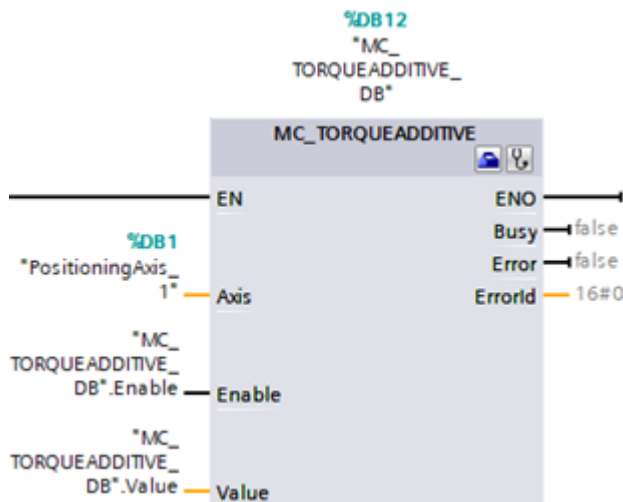 %DB12
"MC_
TORQUEADDITIVE_
DB"
MC_TORQUEADDITIVE
EN
ENO
Busy
false
Error
false
%DB1
"PositioningAxis_
1"
Axis
ErrorId
16#0
"MC_
TORQUEADDITIVE_
DB".Enable
Enable
"MC_
TORQUEADDITIVE_
DB".Value
Value